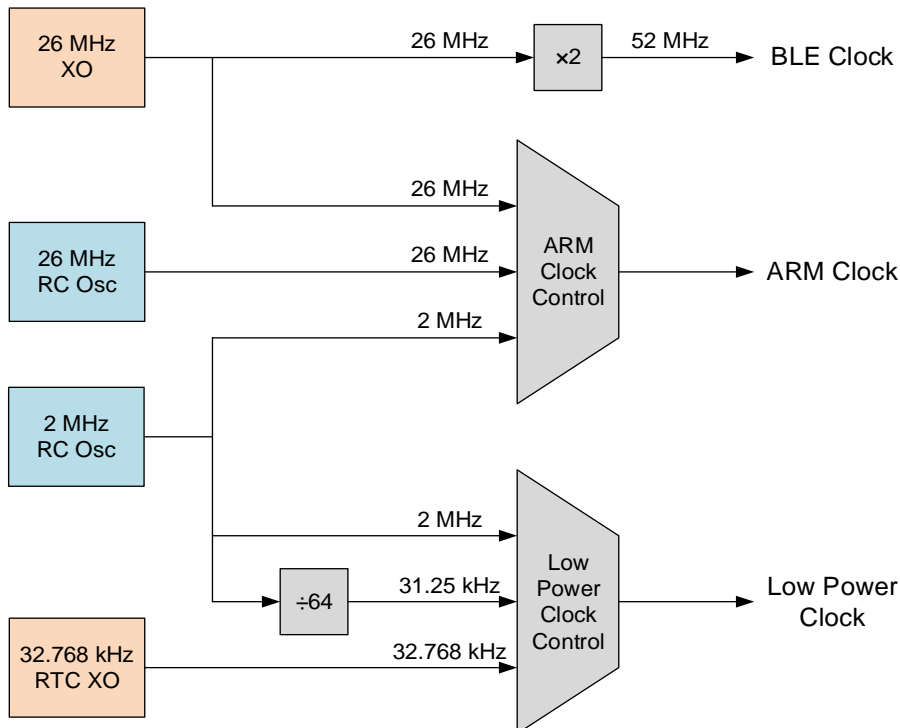 26 MHz
XO
26 MHz
×2
52 MHz
BLE Clock
26 MHz
26 MHz
RC Osc
26 MHz
2 MHz
ARM
Clock
Control
ARM Clock
2 MHz
RC Osc
2 MHz
÷64
31.25 kHz
32.768 kHz
RTC XO
32.768 kHz
Low
Power
Clock
Control
Low Power
Clock